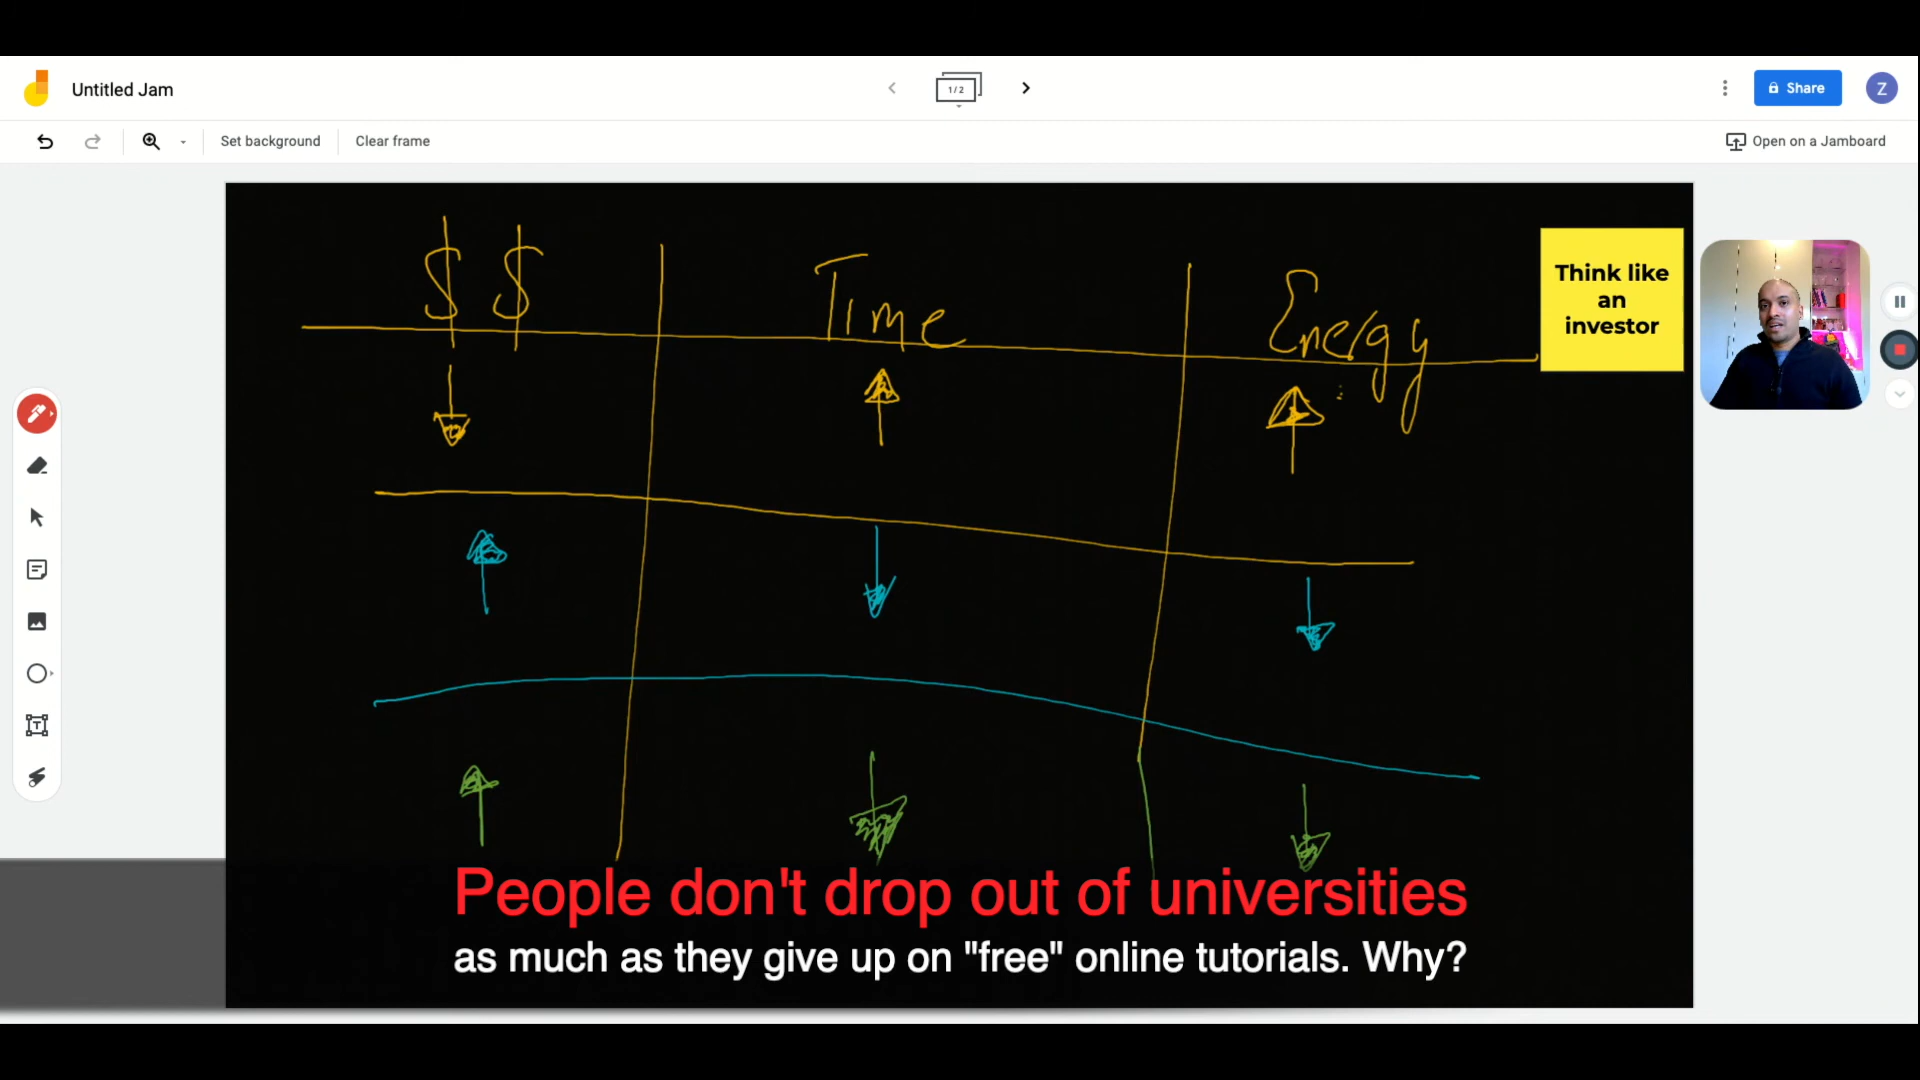 Untitled Jam
1/2
Share
Z
Set background
Clear frame
Open on a Jamboard
$ $
Time
Energy
Think like
an
investor
T
People don't drop out of universities
as much as they give up on "free" online tutorials. Why?